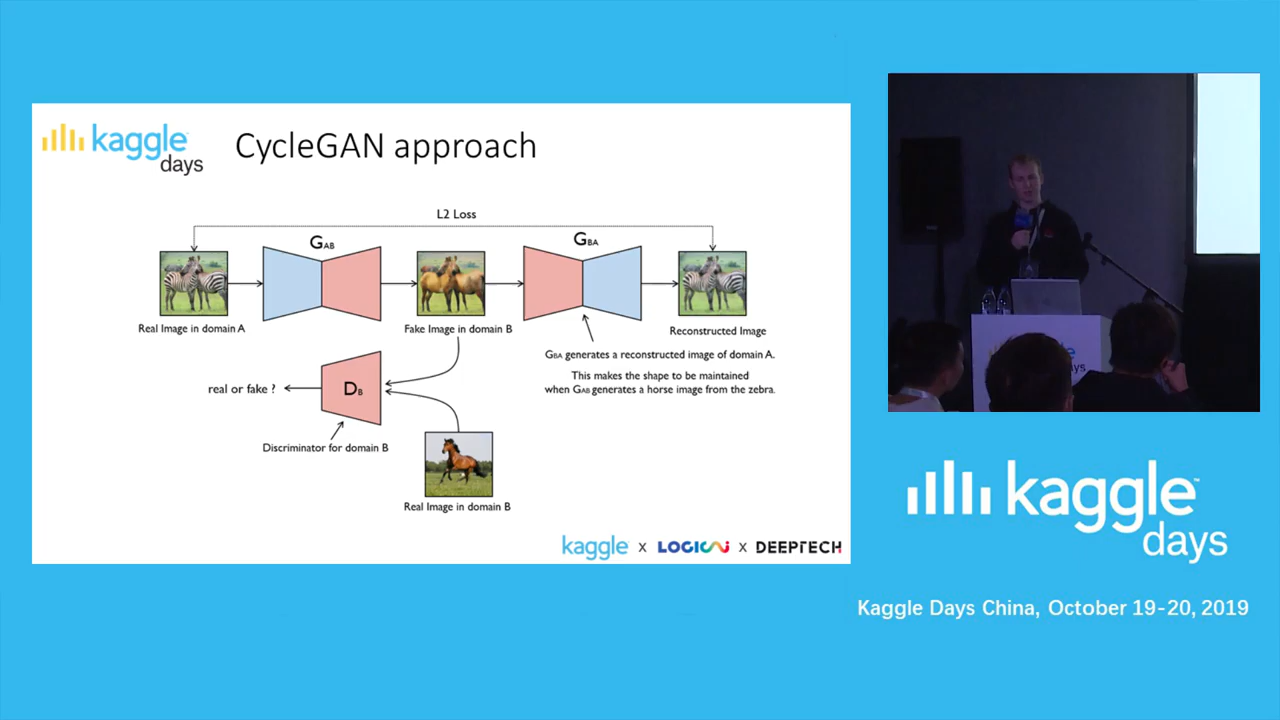 kaggle
days
CycleGAN approach
L2 Loss
GAB
GBA
Real Image in domain A
Fake Image in domain B
Reconstructed Image
GBA generates a reconstructed image of domain A.
This makes the shape to be maintained
when GAB generates a horse image from the zebra.
real or fake ?
DB
Discriminator for domain B
Real Image in domain B
kaggle x LOGICAI x DEEPTECH
kaggle
days
Kaggle Days China, October 19-20, 2019